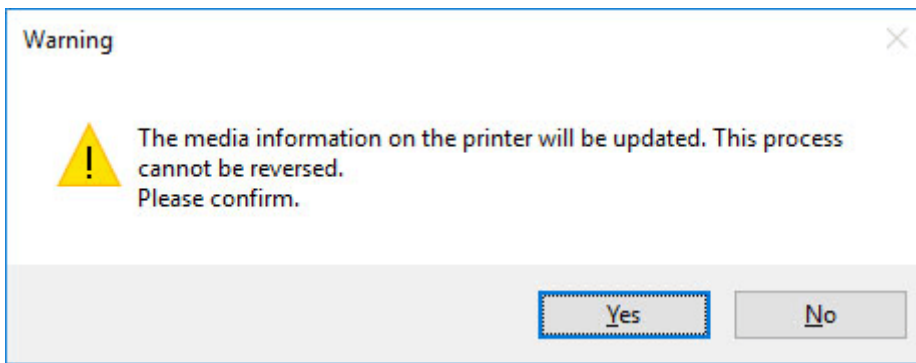 Warning
The media information on the printer will be updated. This process
cannot be reversed.
Please confirm.
Yes
No